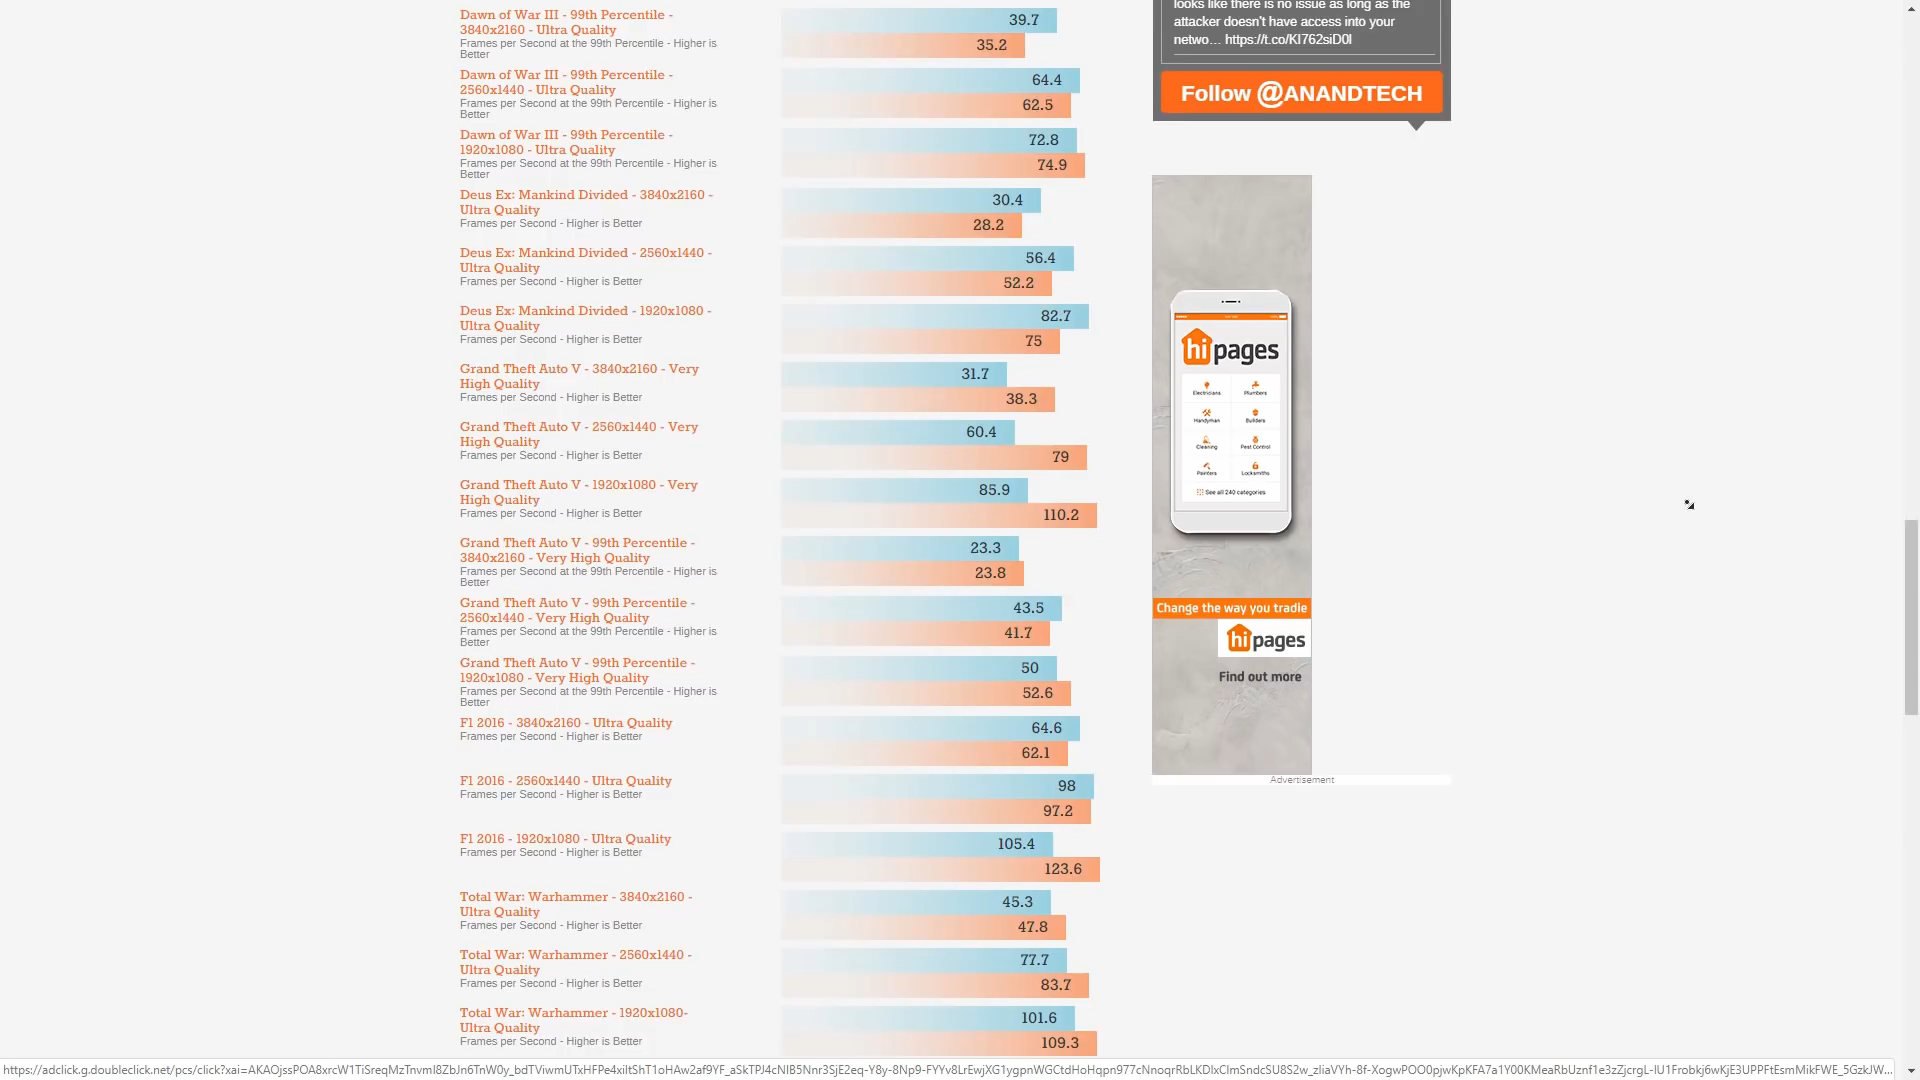 Dawn of War III - 99th Percentile -
3840x2160 - Ultra Quality
Frames per Second at the 99th Percentile - Higher is
Better
39.7
35.2
Dawn of War III - 99th Percentile -
2560x1440 - Ultra Quality
Frames per Second at the 99th Percentile - Higher is
Better
64.4
62.5
Dawn of War III - 99th Percentile -
1920x1080 - Ultra Quality
Frames per Second at the 99th Percentile - Higher is
Better
72.8
74.9
Deus Ex: Mankind Divided - 3840x2160 -
Ultra Quality
Frames per Second - Higher is Better
30.4
28.2
Deus Ex: Mankind Divided - 2560x1440 -
Ultra Quality
Frames per Second - Higher is Better
56.4
52.2
Deus Ex: Mankind Divided - 1920x1080 -
Ultra Quality
Frames per Second - Higher is Better
82.7
75
Grand Theft Auto V - 3840x2160 - Very
High Quality
Frames per Second - Higher is Better
31.7
38.3
Grand Theft Auto V - 2560x1440 - Very
High Quality
Frames per Second - Higher is Better
60.4
79
Grand Theft Auto V - 1920x1080 - Very
High Quality
Frames per Second - Higher is Better
85.9
110.2
Grand Theft Auto V - 99th Percentile -
3840x2160 - Very High Quality
Frames per Second at the 99th Percentile - Higher is
Better
23.3
23.8
Grand Theft Auto V - 99th Percentile -
2560x1440 - Very High Quality
Frames per Second at the 99th Percentile - Higher is
Better
43.5
41.7
Grand Theft Auto V - 99th Percentile -
1920x1080 - Very High Quality
Frames per Second at the 99th Percentile - Higher is
Better
50
52.6
F1 2016 - 3840x2160 - Ultra Quality
Frames per Second - Higher is Better
64.6
62.1
F1 2016 - 2560x1440 - Ultra Quality
Frames per Second - Higher is Better
98
97.2
F1 2016 - 1920x1080 - Ultra Quality
Frames per Second - Higher is Better
105.4
123.6
Total War: Warhammer - 3840x2160 -
Ultra Quality
Frames per Second - Higher is Better
45.3
47.8
Total War: Warhammer - 2560x1440 -
Ultra Quality
Frames per Second - Higher is Better
77.7
83.7
Total War: Warhammer - 1920x1080-
Ultra Quality
Frames per Second - Higher is Better
101.6
109.3
looks like there is no issue as long as the
attacker doesn't have access into your
netwo… https://t.co/KI762siD0I
Follow @ANANDTECH
hipages
Electricians Plumbers
Handyman Builders
Cleaning Pest Control
Painters Locksmiths
See all 240 categories
Change the way you tradie
hipages
Find out more
Advertisement